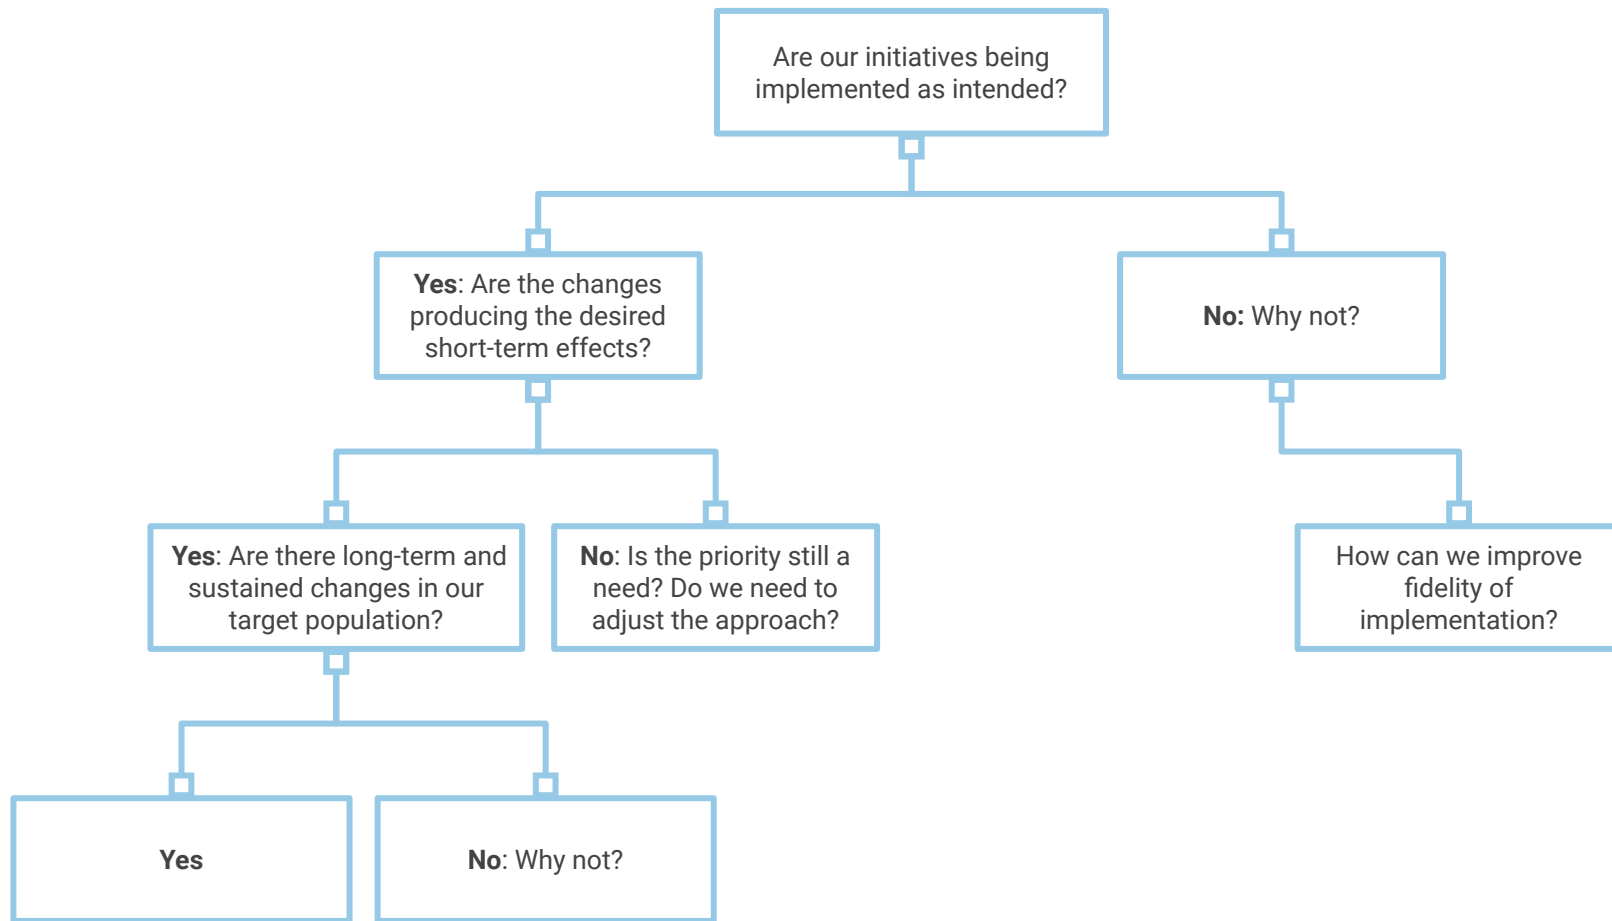 Are our initiatives being
implemented as intended?
Yes: Are the changes
producing the desired
short-term effects?
No: Why not?
Yes: Are there long-term and
sustained changes in our
target population?
No: Is the priority still a
need? Do we need to
adjust the approach?
How can we improve
fidelity of
implementation?
Yes
No: Why not?